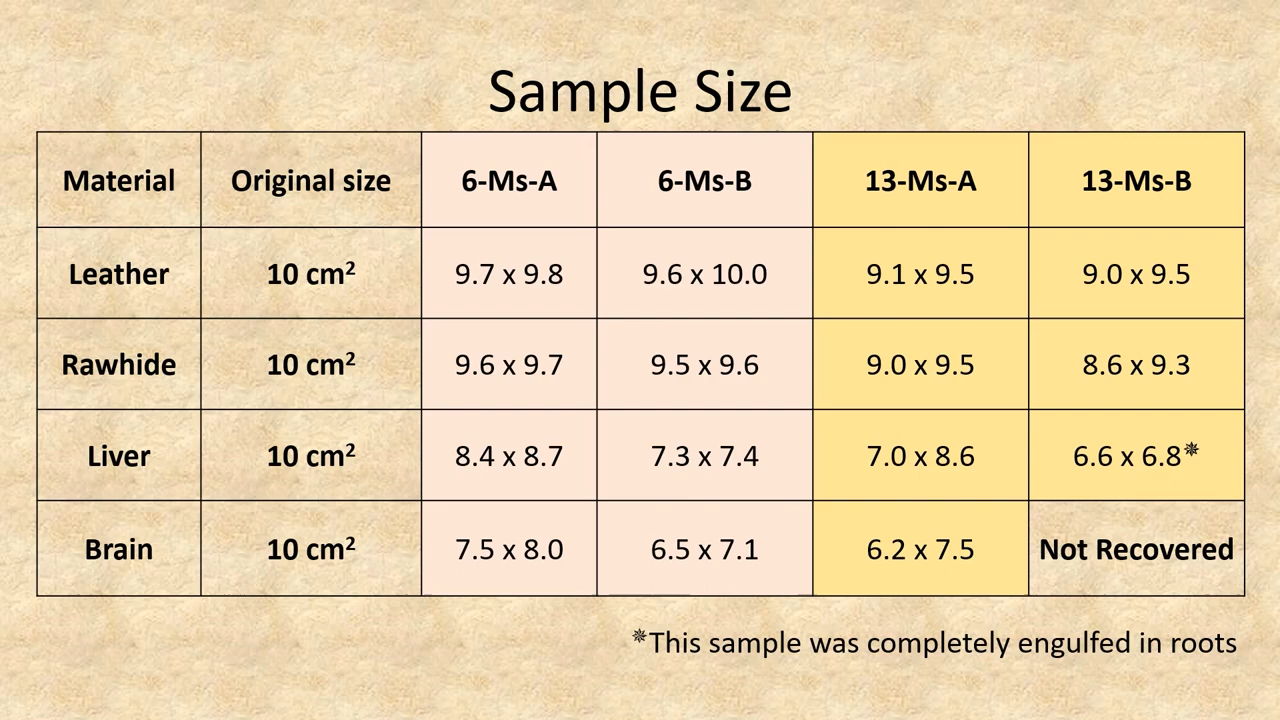 Sample Size
Material Original size 6-Ms-A 6-Ms-B 13-Ms-A 13-Ms-B
Leather 10 cm² 9.7 x 9.8 9.6 x 10.0 9.1 x 9.5 9.0 x 9.5
Rawhide 10 cm² 9.6 x 9.7 9.5 x 9.6 9.0 x 9.5 8.6 x 9.3
Liver 10 cm² 8.4 x 8.7 7.3 x 7.4 7.0 x 8.6 6.6 x 6.8✵
Brain 10 cm² 7.5 x 8.0 6.5 x 7.1 6.2 x 7.5 Not Recovered
✵This sample was completely engulfed in roots